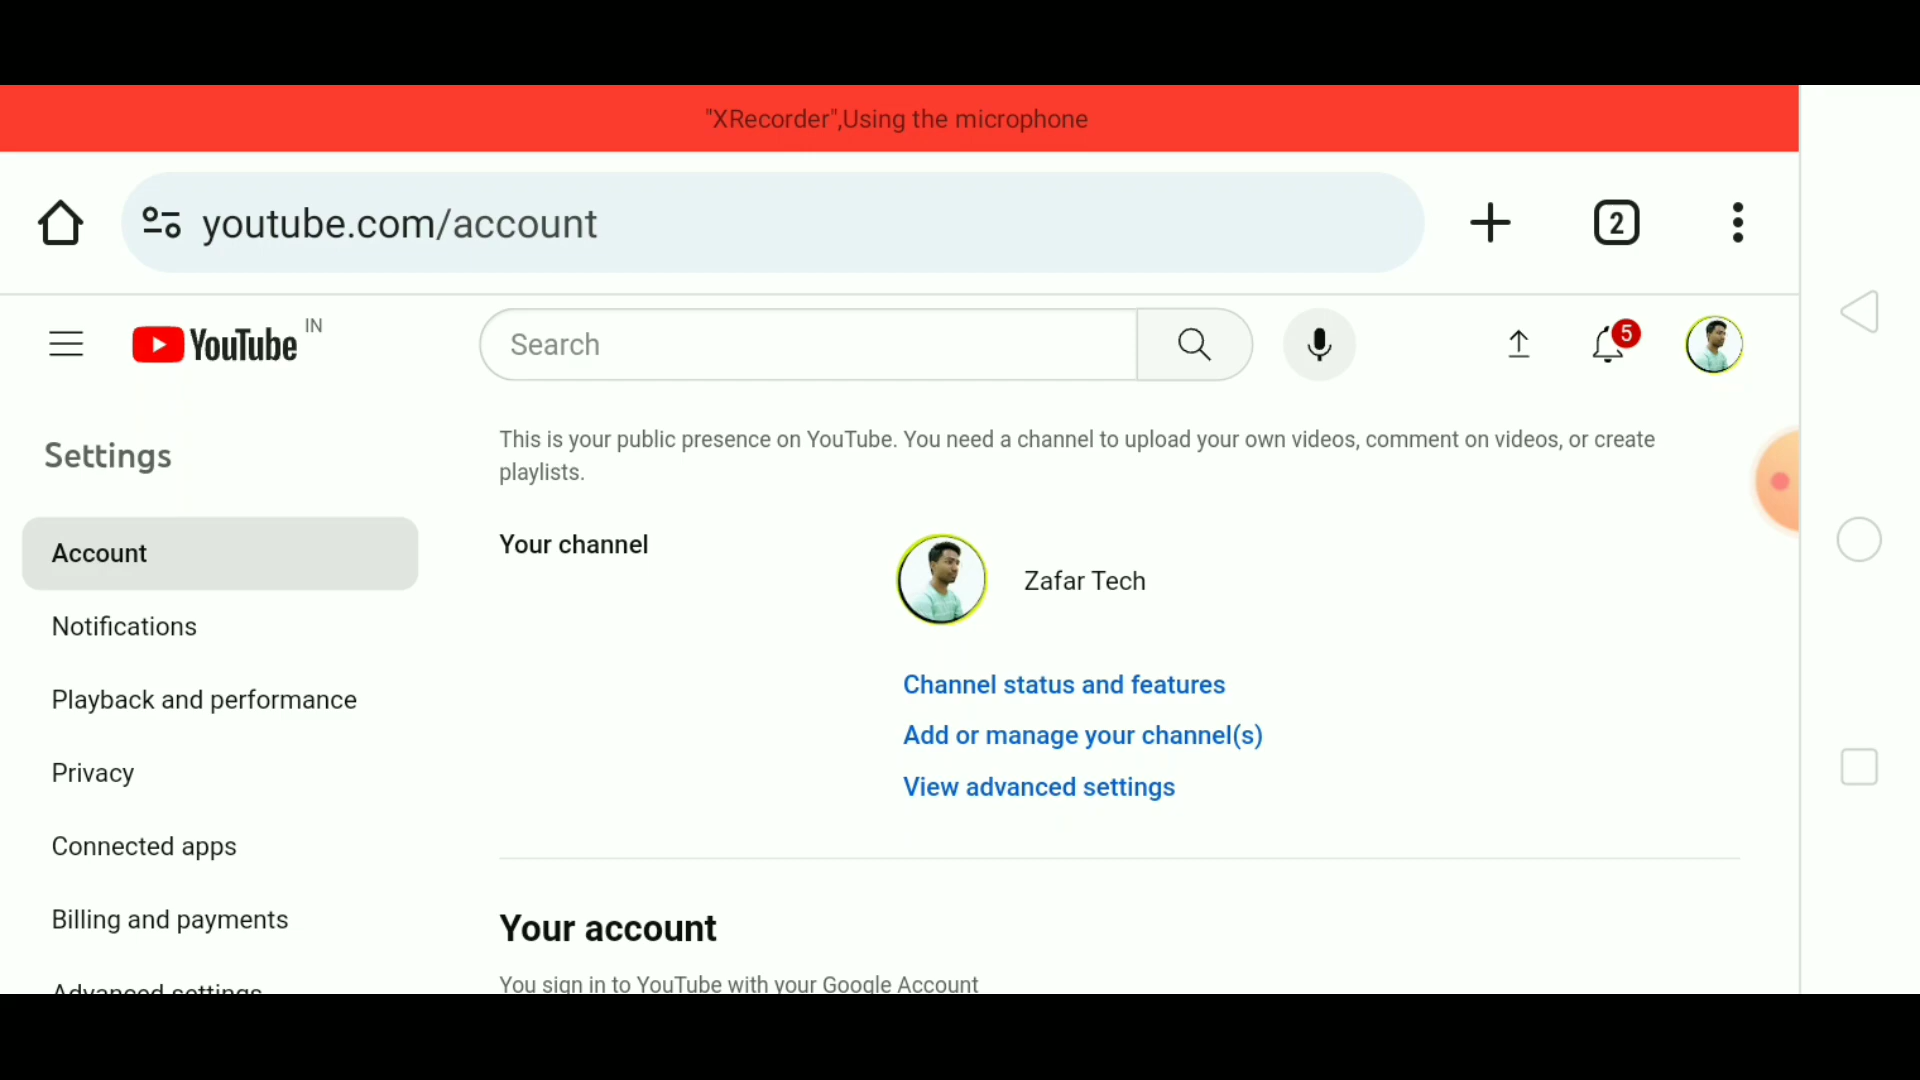 "XRecorder",Using the microphone
youtube.com/account
2
YouTube IN
Search
5
Settings
This is your public presence on YouTube. You need a channel to upload your own videos, comment on videos, or create
playlists.
Account
Your channel
Zafar Tech
Notifications
Channel status and features
Playback and performance
Add or manage your channel(s)
Privacy
View advanced settings
Connected apps
Billing and payments
Your account
Advanced settings
You sign in to YouTube with your Google Account